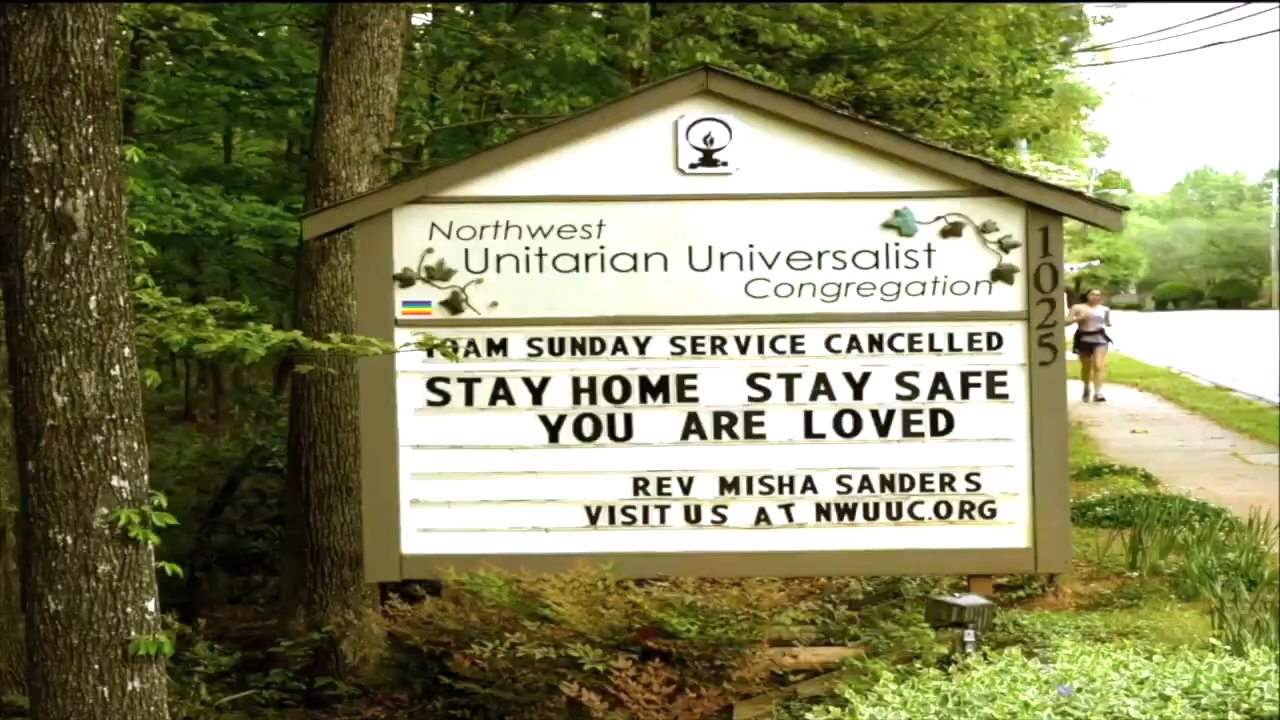 Northwest
Unitarian Universalist
Congregation
1025
10AM SUNDAY SERVICE CANCELLED
STAY HOME STAY SAFE
YOU ARE LOVED
REV MISHA SANDERS
VISIT US AT NWUUC.ORG